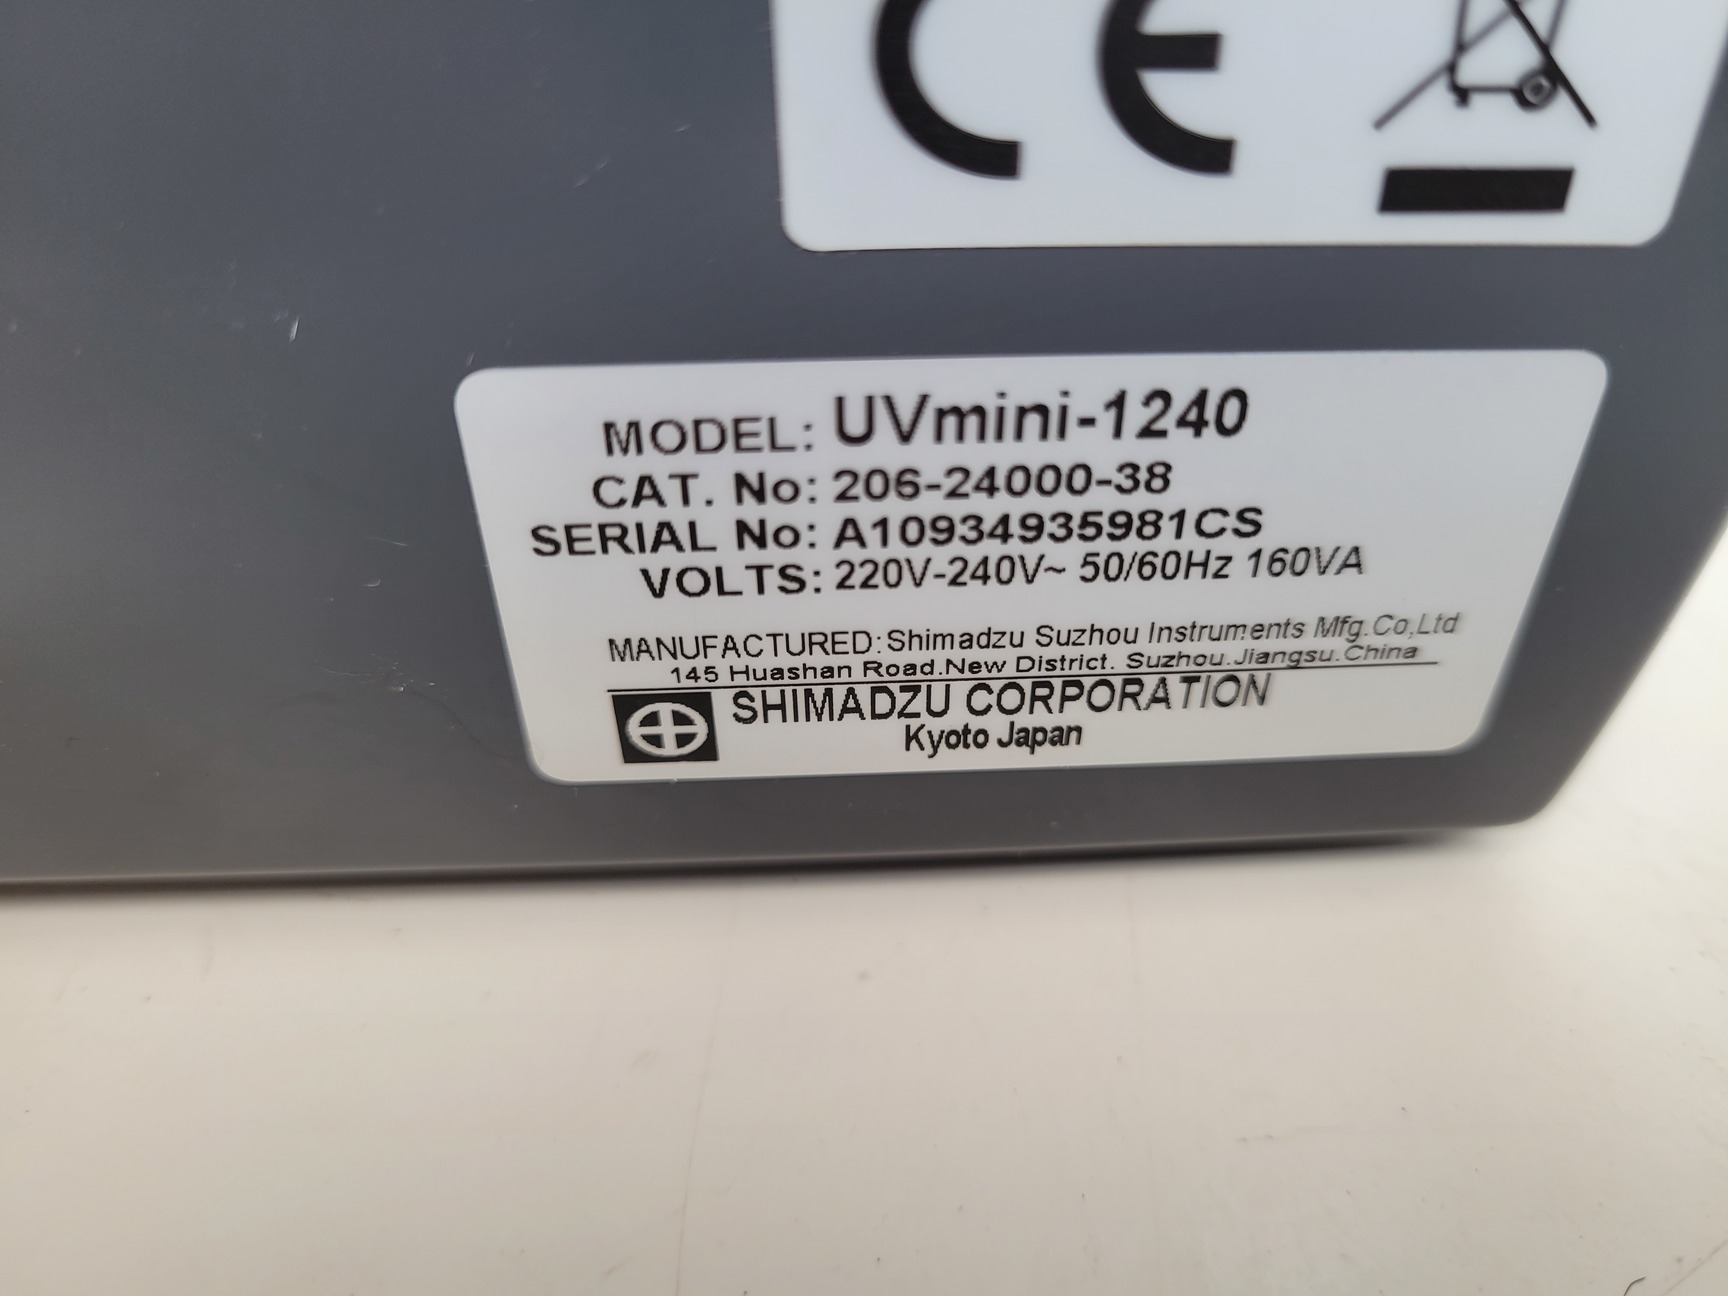 CE
MODEL: UVmini-1240
CAT. No: 206-24000-38
SERIAL No: A10934935981CS
VOLTS: 220V-240V~ 50/60Hz 160VA
MANUFACTURED:Shimadzu Suzhou Instruments Mfg.Co,Ltd
145 Huashan Road.New District. Suzhou.Jiangsu.China
SHIMADZU CORPORATION
Kyoto Japan